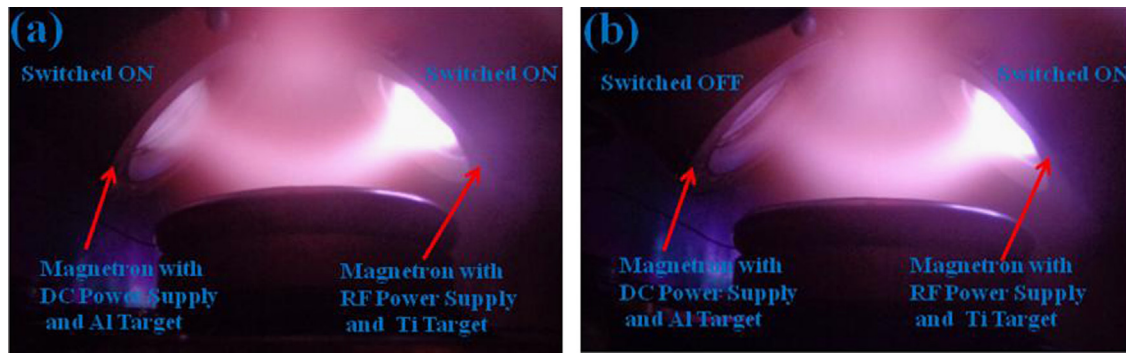 (a)
Switched ON
Switched ON
Magnetron with
DC Power Supply
and Al Target
Magnetron with
RF Power Supply
and Ti Target
(b)
Switched OFF
Switched ON
Magnetron with
DC Power Supply
and Al Target
Magnetron with
RF Power Supply
and Ti Target